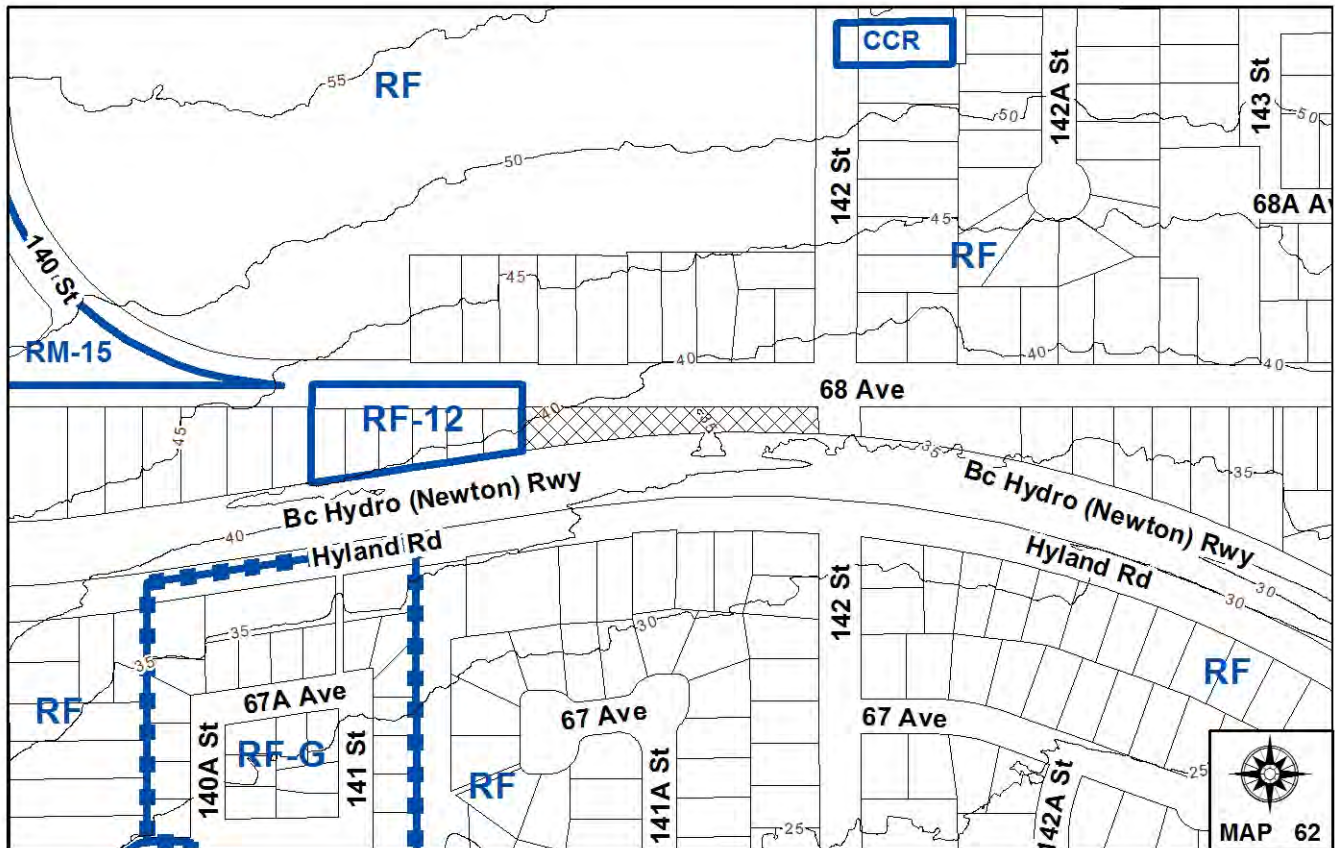 CCR
55
RF
50
142A St
143 St
50
50
142 St
45
68A Av
RF
140 St
45
RM-15
40
40
40
68 Ave
RF-12
40
45
35
35
35
Bc Hydro (Newton) Rwy
Bc Hydro (Newton) Rwy
40
Hyland Rd
Hyland Rd
30
30
142 St
35
30
35
RF
RF
67A Ave
67 Ave
67 Ave
140A St
RF-G
141 St
RF
141A St
142A St
25
25
MAP 62